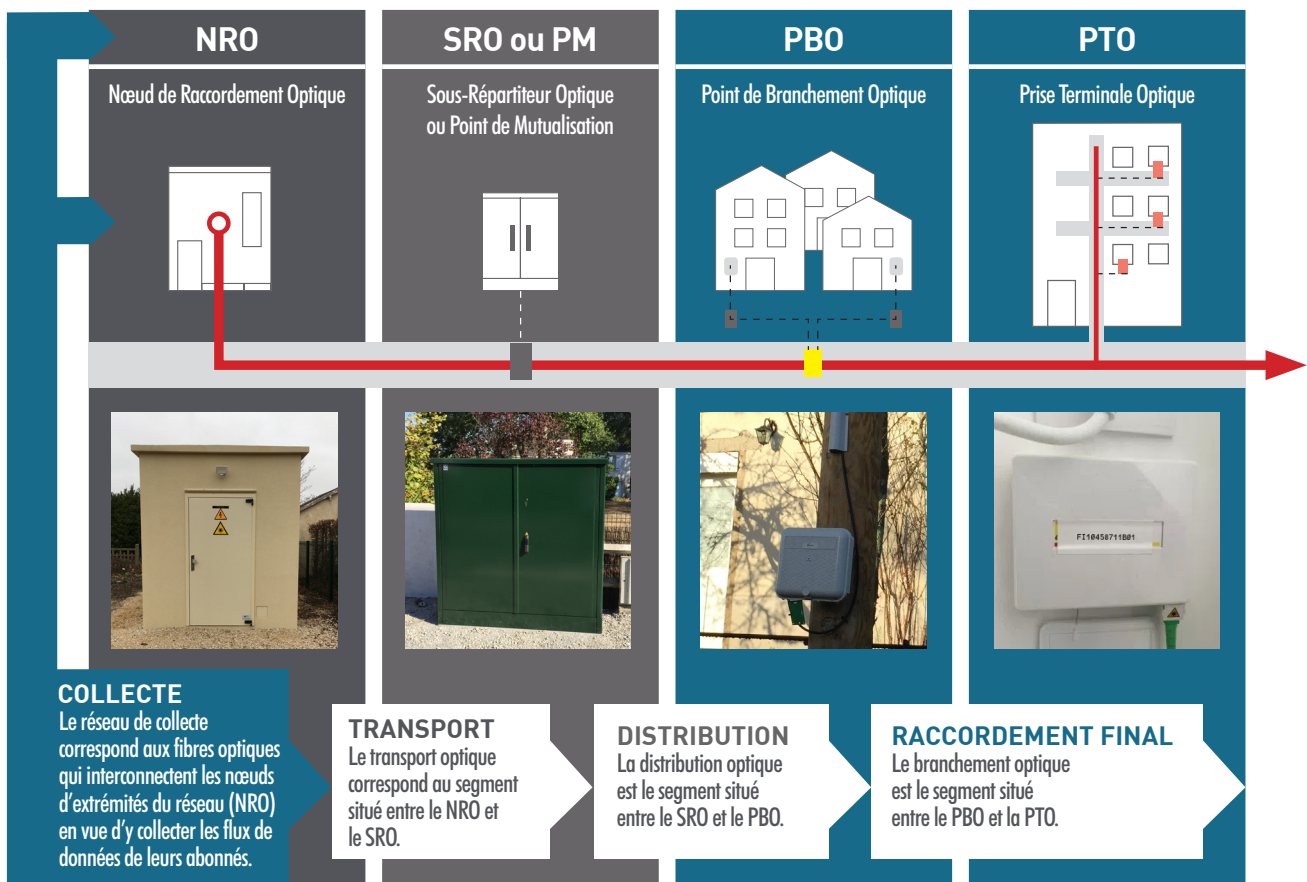 NRO
Nœud de Raccordement Optique
SRO ou PM
Sous-Répartiteur Optique
ou Point de Mutualisation
PBO
Point de Branchement Optique
PTO
Prise Terminale Optique
FI10458711B01
COLLECTE
Le réseau de collecte
correspond aux fibres optiques
qui interconnectent les nœuds
d'extrémités du réseau (NRO)
en vue d'y collecter les flux de
données de leurs abonnés.
TRANSPORT
Le transport optique
correspond au segment
situé entre le NRO et
le SRO.
DISTRIBUTION
La distribution optique
est le segment situé
entre le SRO et le PBO.
RACCORDEMENT FINAL
Le branchement optique
est le segment situé
entre le PBO et la PTO.